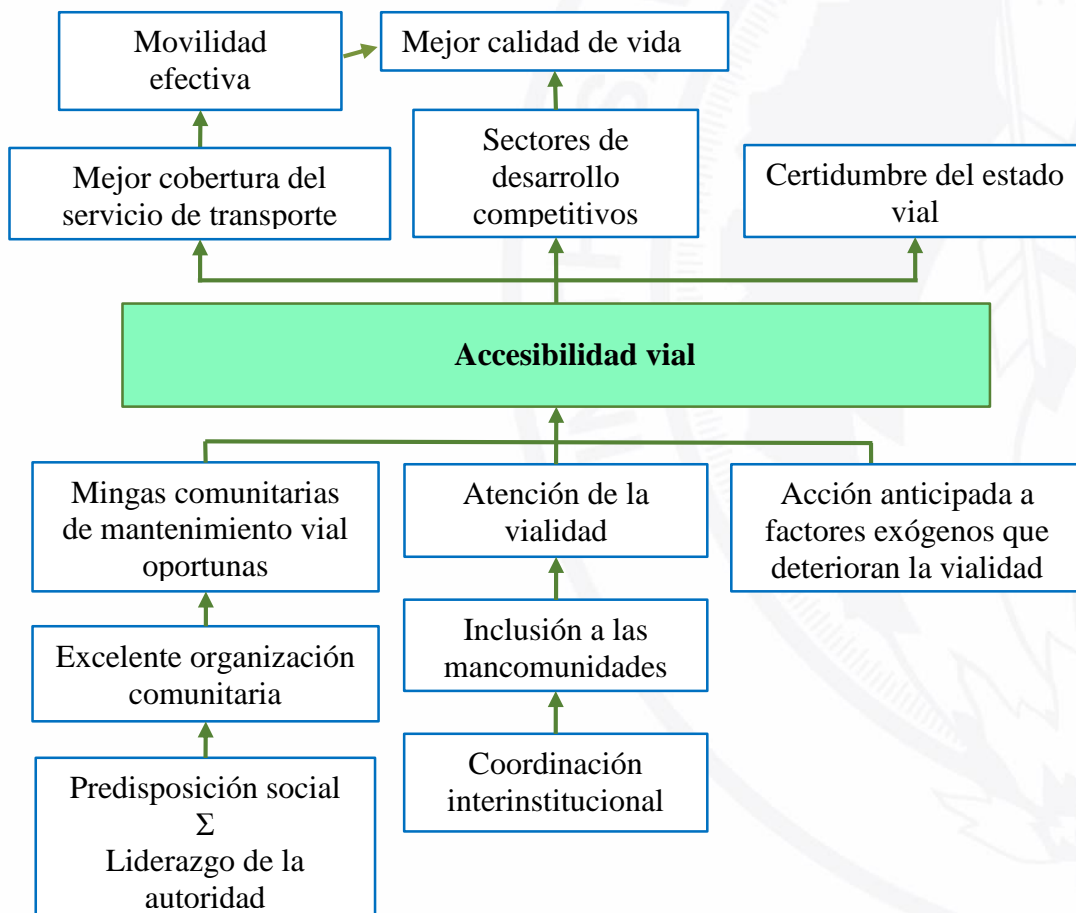 Movilidad
efectiva
Mejor calidad de vida
Mejor cobertura del
servicio de transporte
Sectores de
desarrollo
competitivos
Certidumbre del estado
vial
Accesibilidad vial
Mingas comunitarias
de mantenimiento vial
oportunas
Atención de la
vialidad
Acción anticipada a
factores exógenos que
deterioran la vialidad
Excelente organización
comunitaria
Inclusión a las
mancomunidades
Predisposición social
Σ
Liderazgo de la
autoridad
Coordinación
interinstitucional